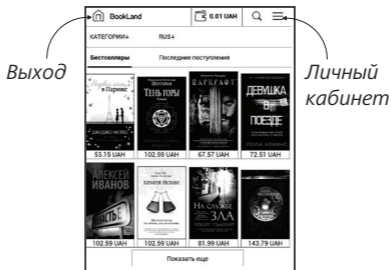 BookLand 0.01 UAH
КАТЕГОРИИ+ RUS+
Бестселлеры Последние поступления
Выход
Личный
кабинет
в Париже
ТЕНЬ ГОРЫ
ПАРАГРАФ
ДЕВУШКА
В
ПОЕЗДЕ
53.15 UAH 102.59 UAH 67.57 UAH 72.51 UAH
АЛЕКСЕЙ
ИВАНОВ
НА СЛУЖБЕ
ЗЛА
102.59 UAH 102.59 UAH 81.99 UAH 143.79 UAH
Показать еще